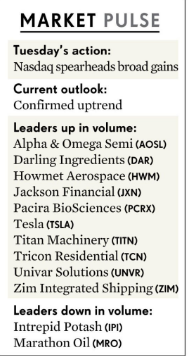 MARKET PULSE
Tuesday's action:
Nasdaq spearheads broad gains
Current outlook:
Confirmed uptrend
Leaders up in volume:
Alpha & Omega Semi (AOSL)
Darling Ingredients (DAR)
Howmet Aerospace (HWM)
Jackson Financial (JXN)
Pacira BioSciences (PCRX)
Tesla (TSLA)
Titan Machinery (TITN)
Tricon Residential (TCN)
Univar Solutions (UNVR)
Zim Integrated Shipping (ZIM)
Leaders down in volume:
Intrepid Potash (IPI)
Marathon Oil (MRO)